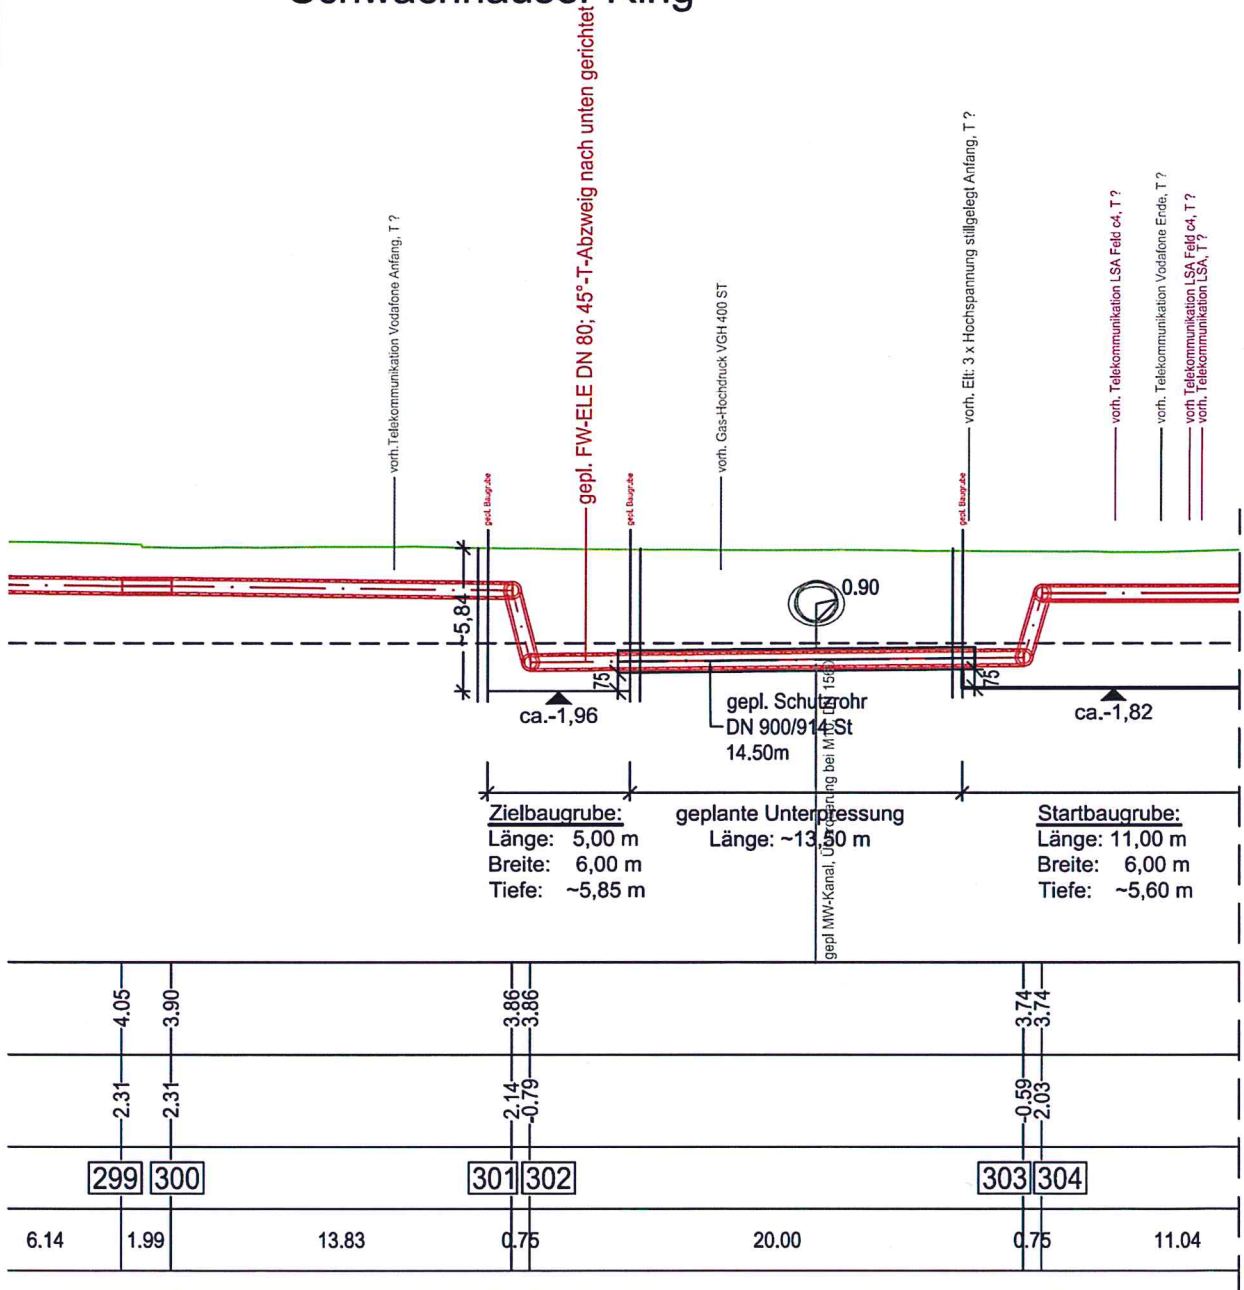 Schwachhauser Ring
vorh.Telekommunikation Vodafone Anfang, T ?
gepl. FW-ELE DN 80; 45°-T-Abzweig nach unten gerichtet
vorh. Gas-Hochdruck VGH 400 ST
vorh. Elt: 3 x Hochspannung stillgelegt Anfang, T ?
vorh. Telekommunikation LSA Feld c4, T ?
vorh. Telekommunikation Vodafone Ende, T ?
vorh Telekommunikation LSA Feld c4, T ?
vorh. Telekommunikation LSA, T ?
gepl. Baugrube
gepl. Baugrube
gepl. Baugrube
~5,84
0.90
75
75
ca.-1,96
gepl. Schutzrohr
DN 900/914 St
14.50m
ca.-1,82
gepl MW-Kanal, bei DN
Zielbaugrube:
Länge: 5,00 m
Breite: 6,00 m
Tiefe: ~5,85 m
geplante Unterpressung
Länge: ~13,50 m
Startbaugrube:
Länge: 11,00 m
Breite: 6,00 m
Tiefe: ~5,60 m
4.05 3.90 3.86 3.86 3.74 3.74
2.31 2.31 2.14 -0.79 -0.59 2.03
299 300 301 302 303 304
6.14 1.99 13.83 0.75 20.00 0.75 11.04